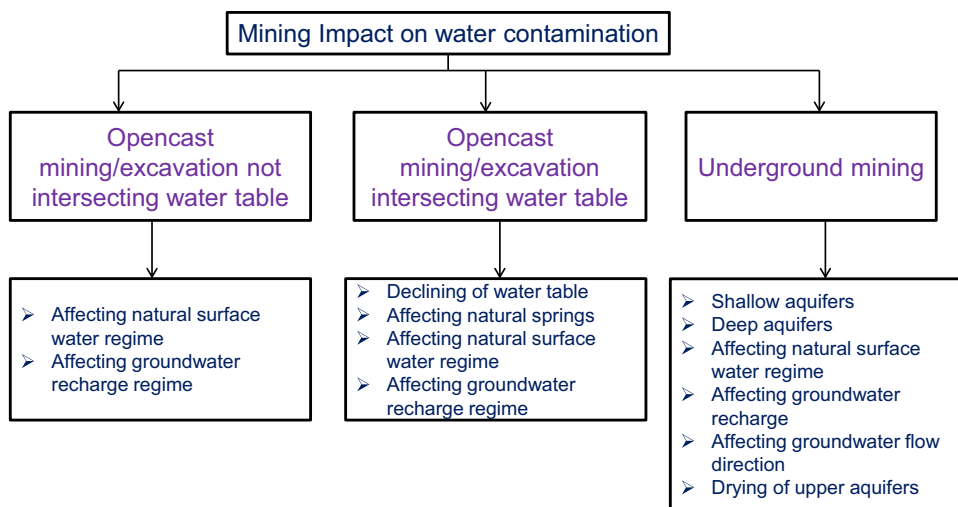 Mining Impact on water contamination
Opencast
mining/excavation not
intersecting water table
Opencast
mining/excavation
intersecting water table
Underground mining
➢ Affecting natural surface
water regime
➢ Affecting groundwater
recharge regime
➢ Declining of water table
➢ Affecting natural springs
➢ Affecting natural surface
water regime
➢ Affecting groundwater
recharge regime
➢ Shallow aquifers
➢ Deep aquifers
➢ Affecting natural surface
water regime
➢ Affecting groundwater
recharge
➢ Affecting groundwater flow
direction
➢ Drying of upper aquifers